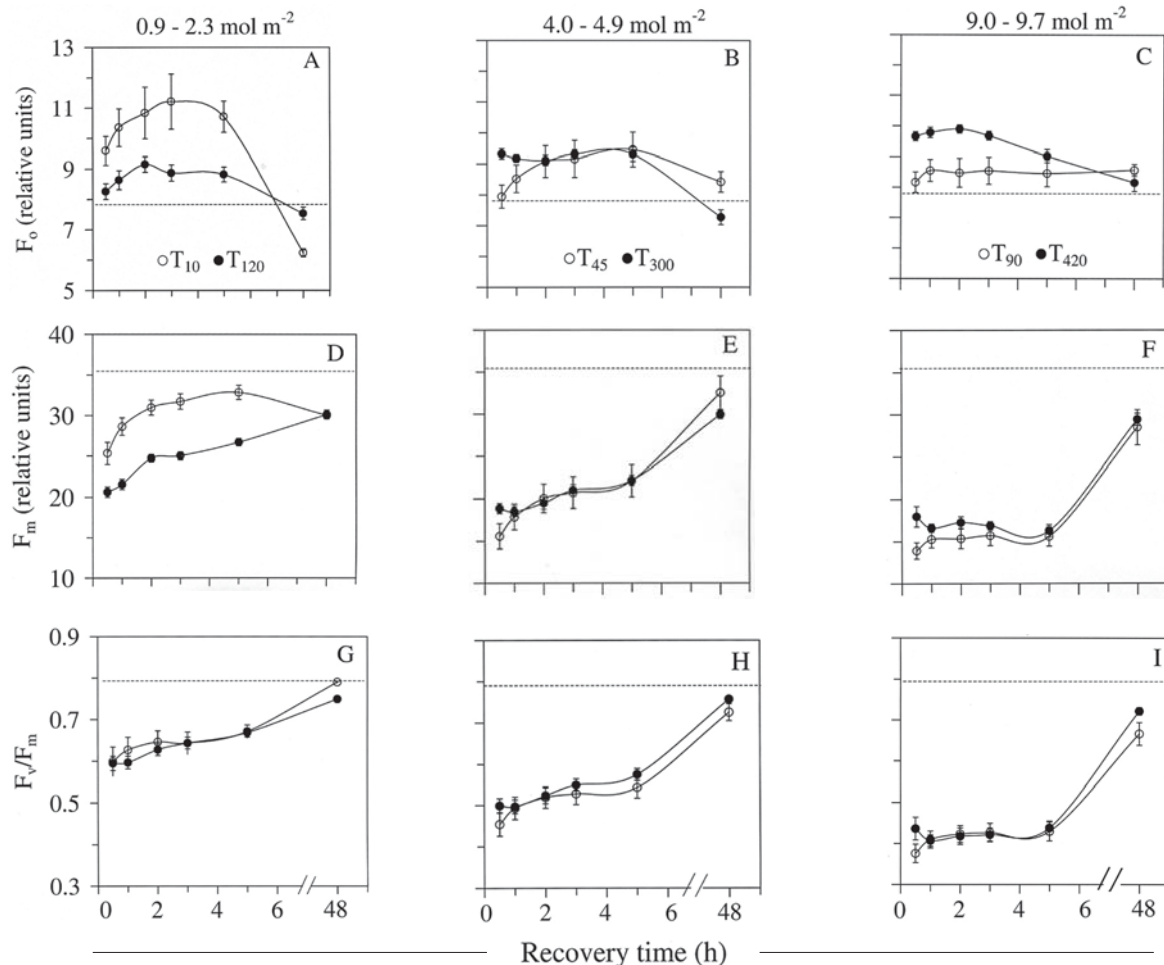 0.9 - 2.3 mol m⁻² 4.0 - 4.9 mol m⁻² 9.0 - 9.7 mol m⁻²
F₀ (relative units)
13
11
9
7
5
A
○T₁₀ ●T₁₂₀
B
○T₄₅ ●T₃₀₀
C
○T₉₀ ●T₄₂₀
Fₘ (relative units)
40
30
20
10
D
E
F
Fᵥ/Fₘ
0.9
0.7
0.5
0.3
G
H
I
0 2 4 6 48 0 2 4 6 48 0 2 4 6 48
Recovery time (h)